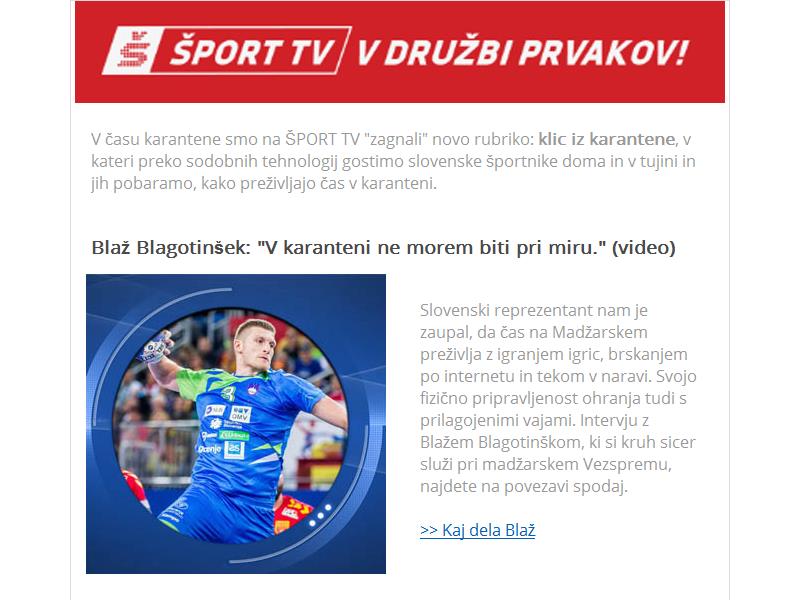 ŠPORT TV V DRUŽBI PRVAKOV!
V času karantene smo na ŠPORT TV "zagnali" novo rubriko: klic iz karantene, v
kateri preko sodobnih tehnologij gostimo slovenske športnike doma in v tujini in
jih pobaramo, kako preživljajo čas v karanteni.
Blaž Blagotinšek: "V karanteni ne morem biti pri miru." (video)
Slovenski reprezentant nam je
zaupal, da čas na Madžarskem
preživlja z igranjem igric, brskanjem
po internetu in tekom v naravi. Svojo
fizično pripravljenost ohranja tudi s
prilagojenimi vajami. Intervju z
Blažem Blagotinškom, ki si kruh sicer
služi pri madžarskem Vezspremu,
najdete na povezavi spodaj.
>> Kaj dela Blaž